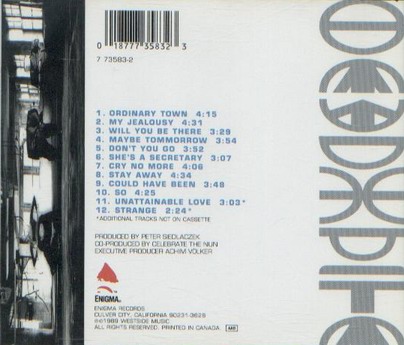 0 18777 35832 3
7 73583-2
1. ORDINARY TOWN 4:15
2. MY JEALOUSY 4:31
3. WILL YOU BE THERE 3:29
4. MAYBE TOMMORROW 3:54
5. DON'T YOU GO 3:52
6. SHE'S A SECRETARY 3:07
7. CRY NO MORE 4:06
8. STAY AWAY 4:34
9. COULD HAVE BEEN 3:48
10. SO 4:25
11. UNATTAINABLE LOVE 3:03*
12. STRANGE 2:24*
*ADDITIONAL TRACKS NOT ON CASSETTE
PRODUCED BY PETER SIEDLACZEK
CO-PRODUCED BY CELEBRATE THE NUN
EXECUTIVE PRODUCER ACHIM VOLKER
ENIGMA.
ENIGMA RECORDS
CULVER CITY, CALIFORNIA 90231-3628
©1989 WESTSIDE MUSIC
ALL RIGHTS RESERVED. PRINTED IN CANADA.